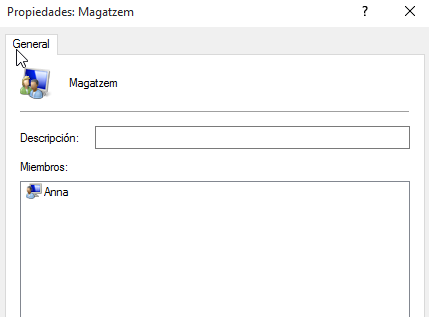 Propiedades: Magatzem
?
General
Magatzem
Descripción:
Miembros:
Anna